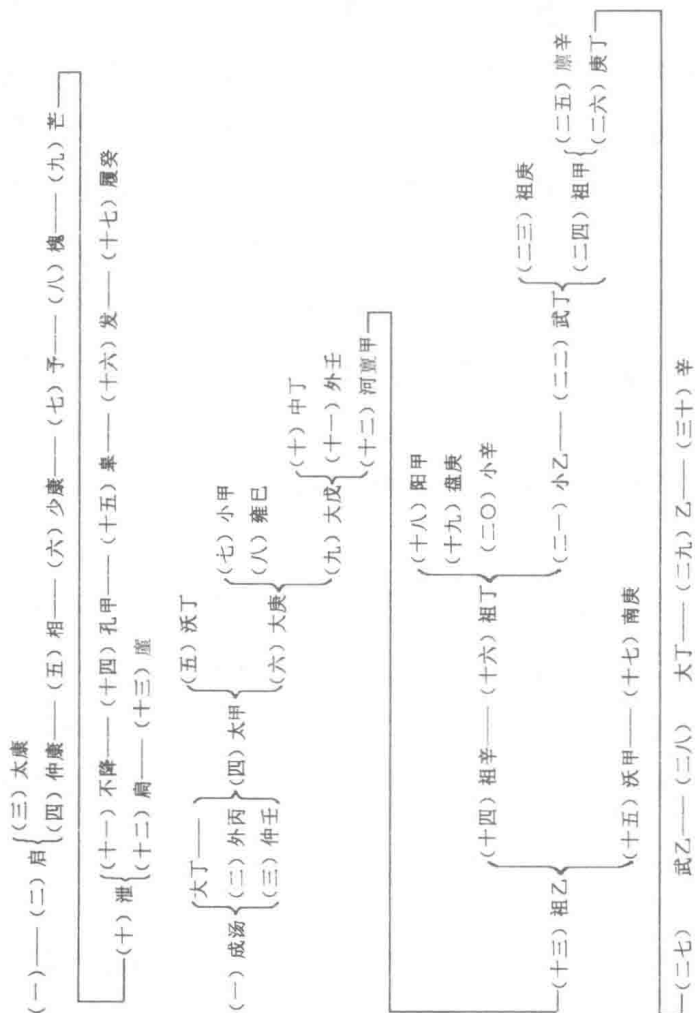 (三) 太康
(一)——(二) 启
(四) 仲康——(五) 相——(六) 少康——(七) 予——(八) 槐——(九) 芒
(十一) 不降——(十四) 孔甲——(十五) 皋——(十六) 发——(十七) 履癸
(十) 泄
(十二) 扃——(十三) 廑
大丁——
(一) 成汤
(二) 外丙
(三) 仲壬
(四) 太甲
(五) 沃丁
(六) 大庚
(七) 小甲
(八) 雍巳
(九) 大戊
(十) 中丁
(十一) 外壬
(十二) 河亶甲
(十三) 祖乙
(十四) 祖辛——(十六) 祖丁
(十五) 沃甲——(十七) 南庚
(十八) 阳甲
(十九) 盘庚
(二〇) 小辛
(二一) 小乙——(二二) 武丁
(二三) 祖庚
(二四) 祖甲
(二五) 廪辛
(二六) 庚丁
(二七) 武乙——(二八) 大丁——(二九) 乙——(三十) 辛